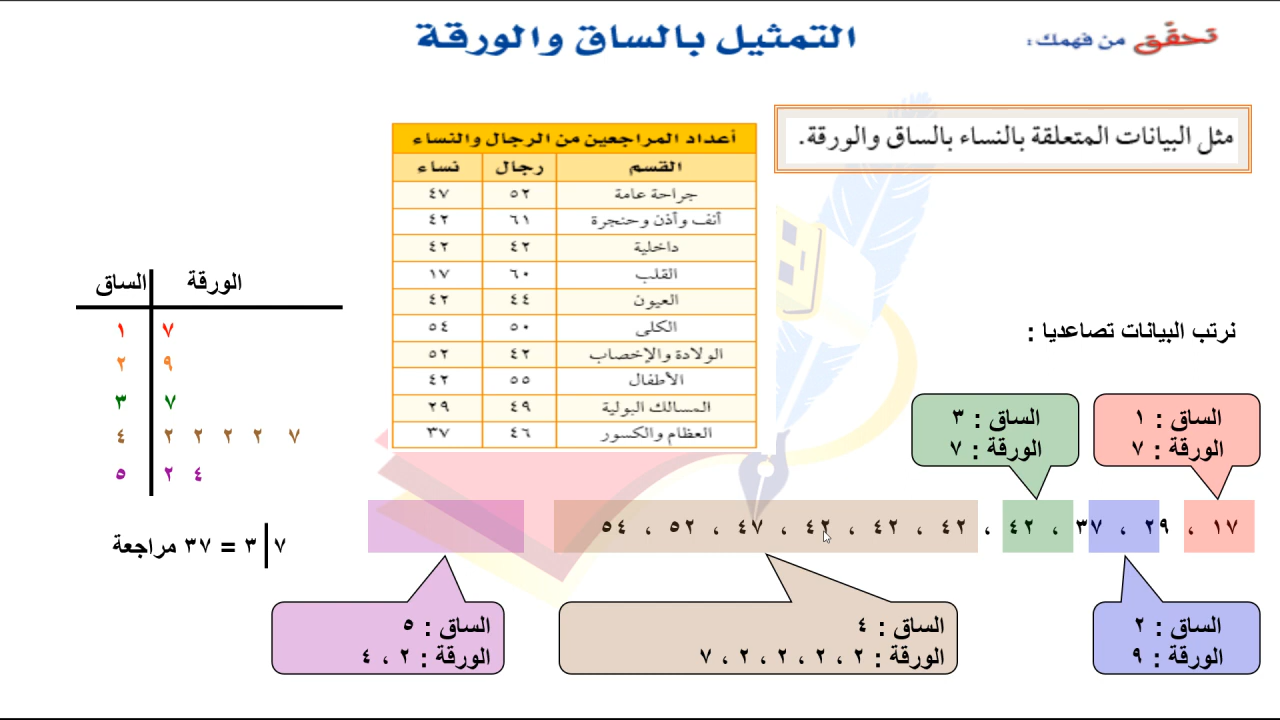 تحقّق من فهمك:
التمثيل بالساق والورقة
مثل البيانات المتعلقة بالنساء بالساق والورقة.
أعداد المراجعين من الرجال والنساء
القسم رجال نساء
جراحة عامة ٥٢ ٤٧
أنف وأذن وحنجرة ٦١ ٤٢
داخلية ٤٢ ٤٢
القلب ٦٠ ١٧
العيون ٤٤ ٤٢
الكلى ٥٠ ٥٤
الولادة والإخصاب ٤٢ ٥٢
الأطفال ٥٥ ٤٢
المسالك البولية ٤٩ ٢٩
العظام والكسور ٤٦ ٣٧
نرتب البيانات تصاعديا :
الساق : ١
الورقة : ٧
الساق : ٣
الورقة : ٧
١٧ ، ٢٩ ، ٣٧ ، ٤٢ ، ٤٢ ، ٤٢ ، ٤٢ ، ٤٧ ، ٥٢ ، ٥٤
الساق : ٢
الورقة : ٩
الساق : ٤
الورقة : ٢ ، ٢ ، ٢ ، ٢ ، ٧
الساق : ٥
الورقة : ٢ ، ٤
الساق الورقة
١ ٧
٢ ٩
٣ ٧
٤ ٢ ٢ ٢ ٢ ٧
٥ ٢ ٤
٧ | ٣ = ٣٧ مراجعة